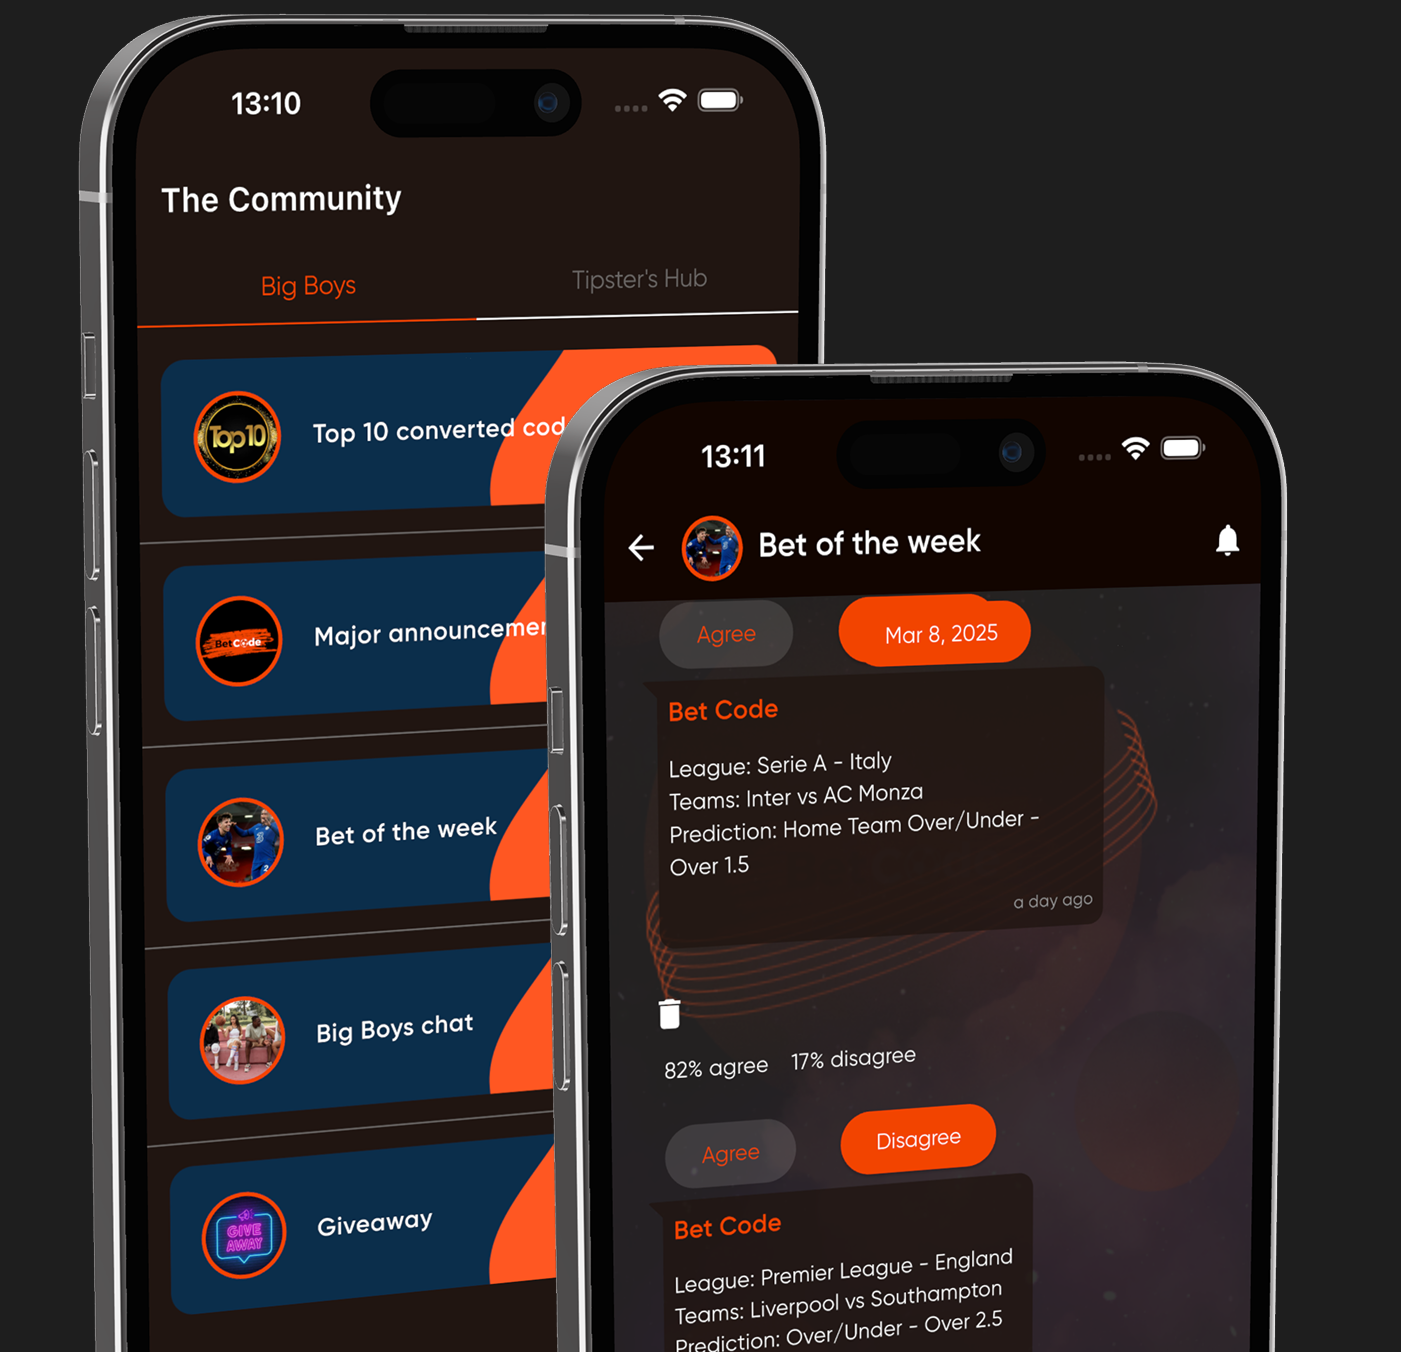 13:10
The Community
Big Boys
Tipster's Hub
Top10
Top 10 converted cod
BetCode
Major announcemen
Bet of the week
Big Boys chat
GIVE
AWAY
Giveaway
13:11
Bet of the week
Agree
Mar 8, 2025
Bet Code
League: Serie A - Italy
Teams: Inter vs AC Monza
Prediction: Home Team Over/Under -
Over 1.5
a day ago
82% agree
17% disagree
Agree
Disagree
Bet Code
League: Premier League - England
Teams: Liverpool vs Southampton
Prediction: Over/Under - Over 2.5